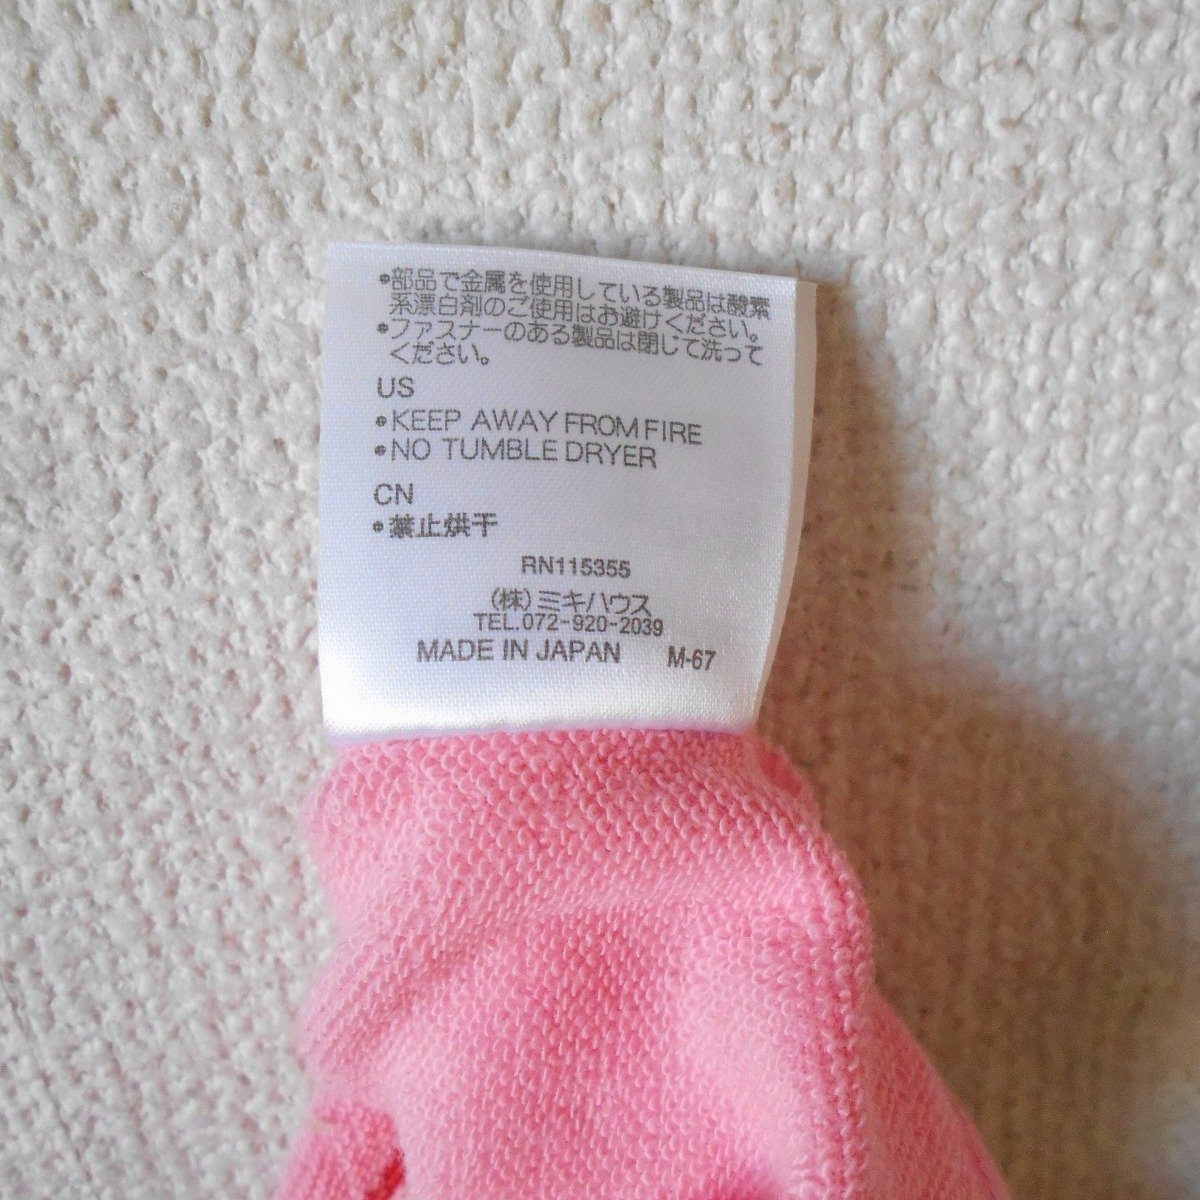 •部品で金属を使用している製品は酸素
系漂白剤のご使用はお避けください。
•ファスナーのある製品は閉じて洗って
ください。
US
•KEEP AWAY FROM FIRE
•NO TUMBLE DRYER
CN
•禁止烘干
RN115355
(株)ミキハウス
TEL.072-920-2039
MADE IN JAPAN M-67